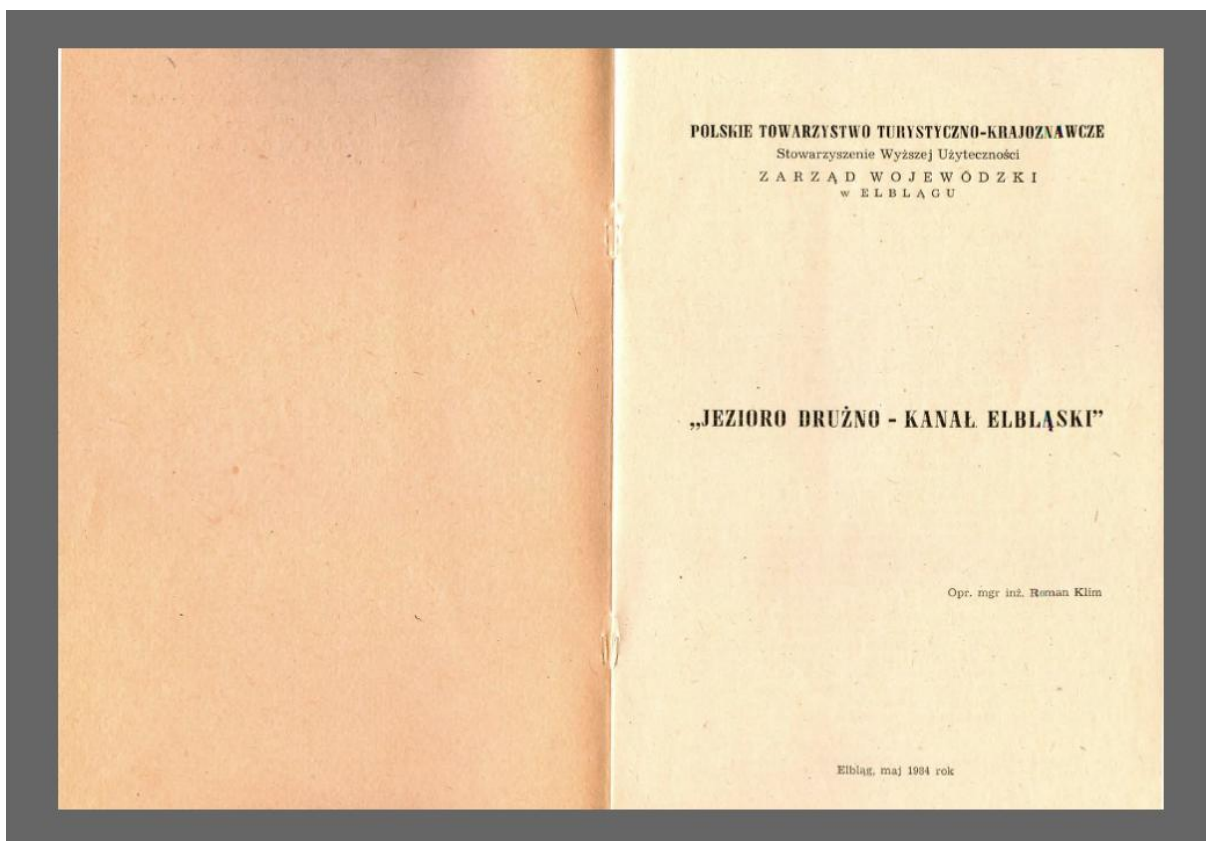 POLSKIE TOWARZYSTWO TURYSTYCZNO-KRAJOZNAWCZE
Stowarzyszenie Wyższej Użyteczności
ZARZĄD WOJEWÓDZKI
w ELBLĄGU
„JEZIORO DRUŻNO - KANAŁ ELBLĄSKI”
Opr. mgr inż. Roman Klim
Elbląg, maj 1984 rok